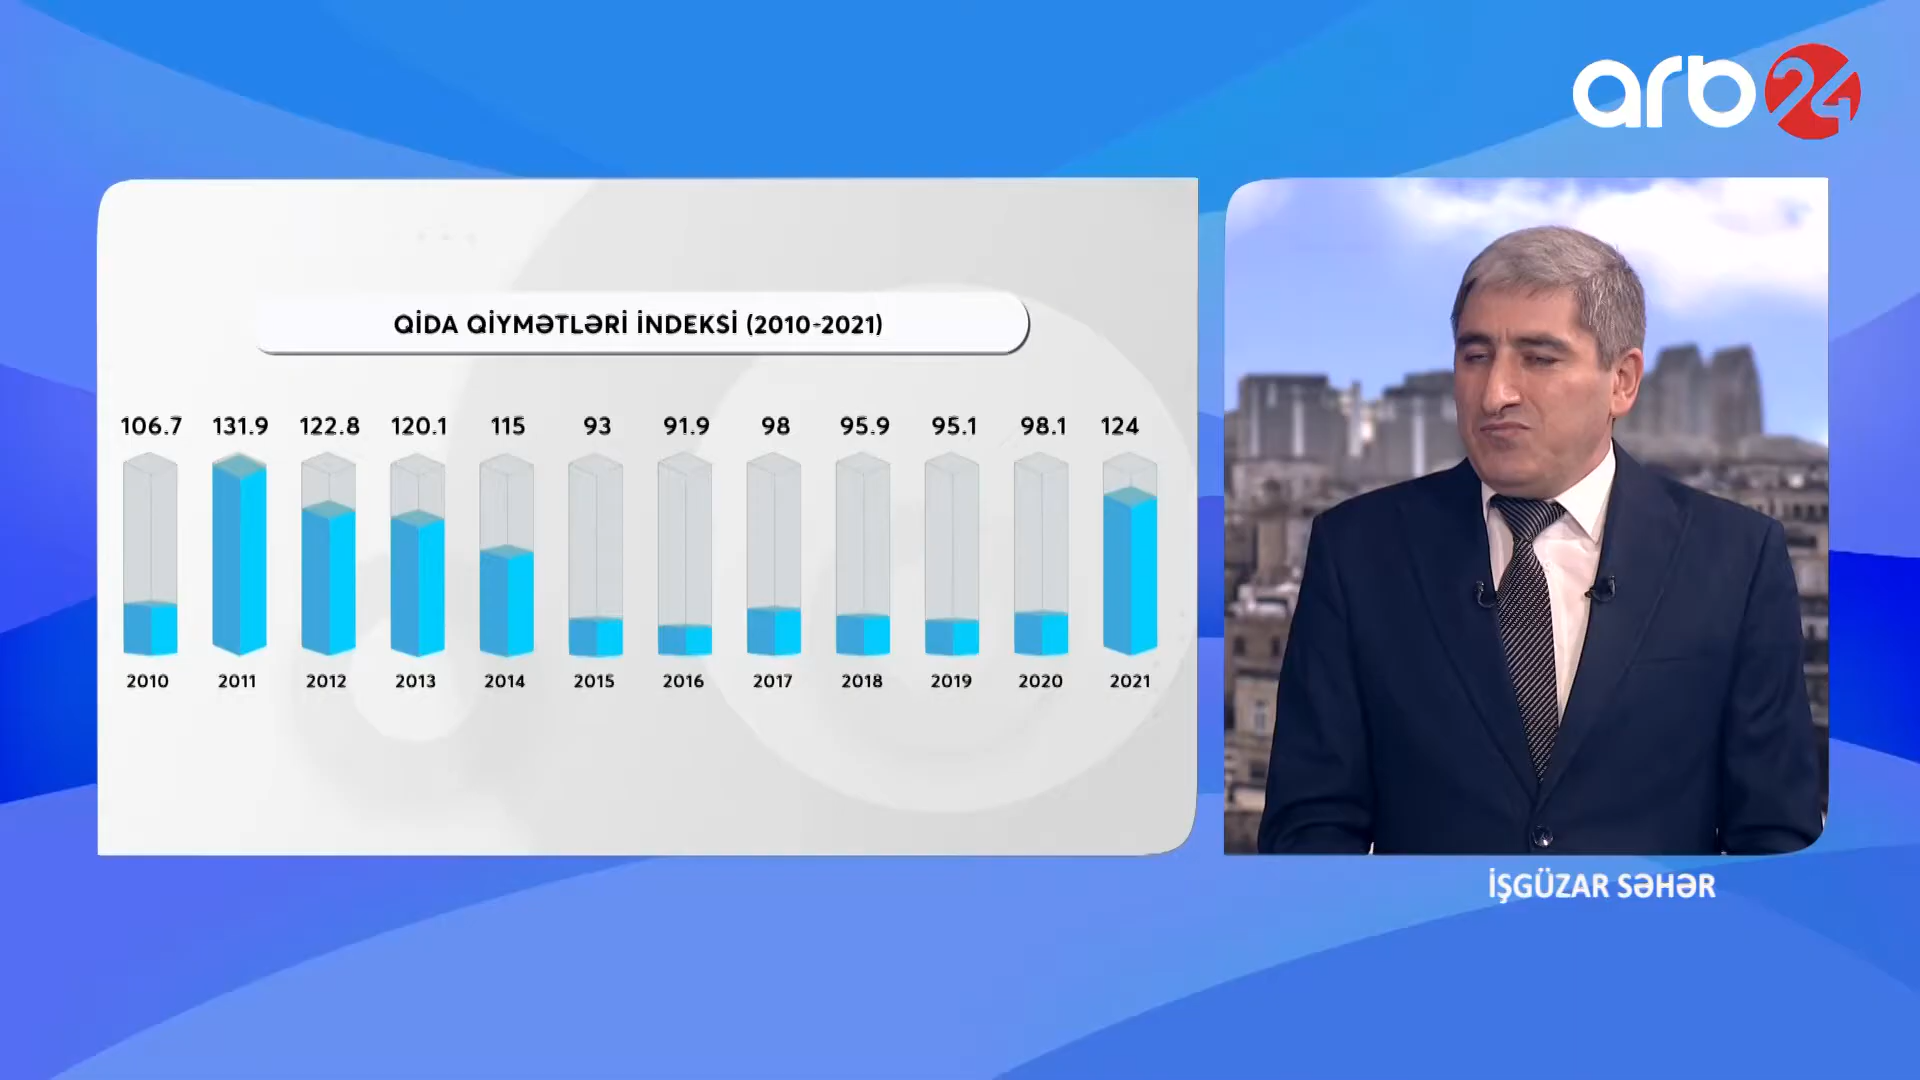 arb 24
QİDA QİYMƏTLƏRİ İNDEKSİ (2010-2021)
106.7 131.9 122.8 120.1 115 93 91.9 98 95.9 95.1 98.1 124
2010 2011 2012 2013 2014 2015 2016 2017 2018 2019 2020 2021
İŞGÜZAR SƏHƏR